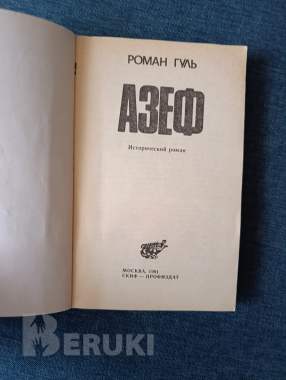 РОМАН ГУЛЬ
АЗЕФ
Исторический роман
МОСКВА, 1991
СКИФ — ПРОФИЗДАТ
BERUKI